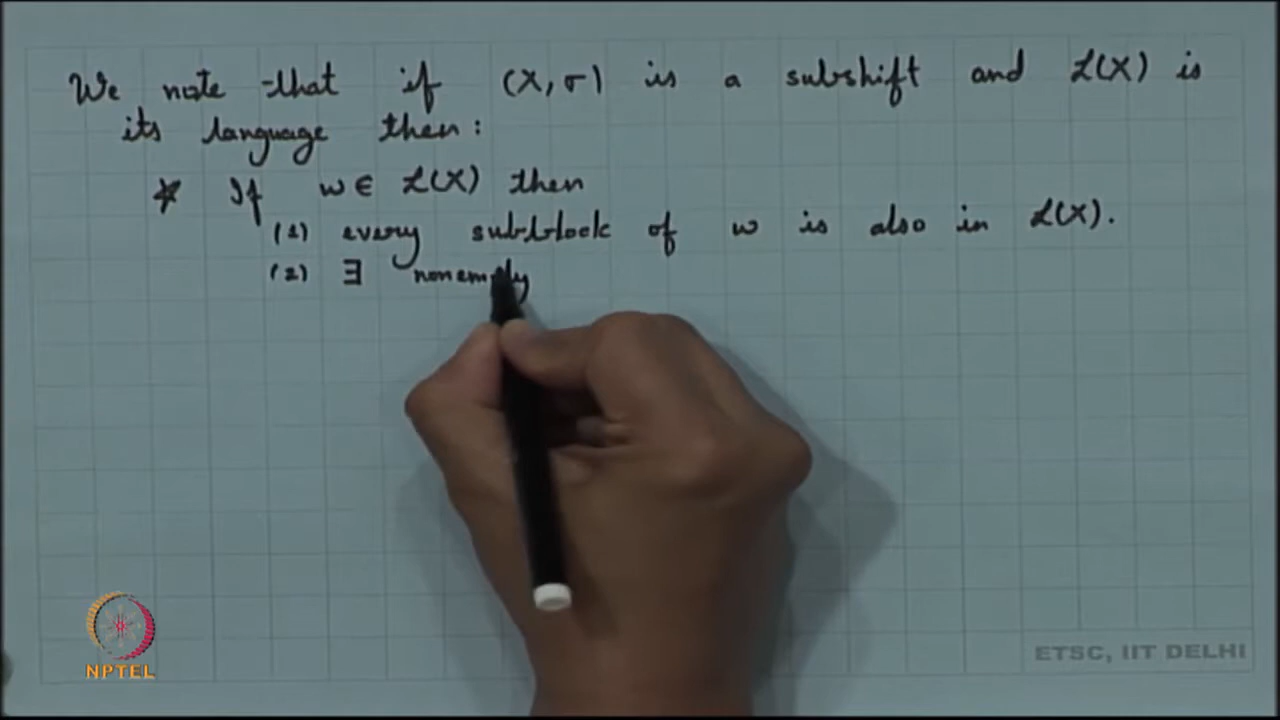 We note that if (X, σ) is a subshift and ℒ(X) is
its language then:
* If w ∈ ℒ(X) then
(1) every subblock of w is also in ℒ(X).
(2) ∃ nonempty
NPTEL
ETSC, IIT DELHI